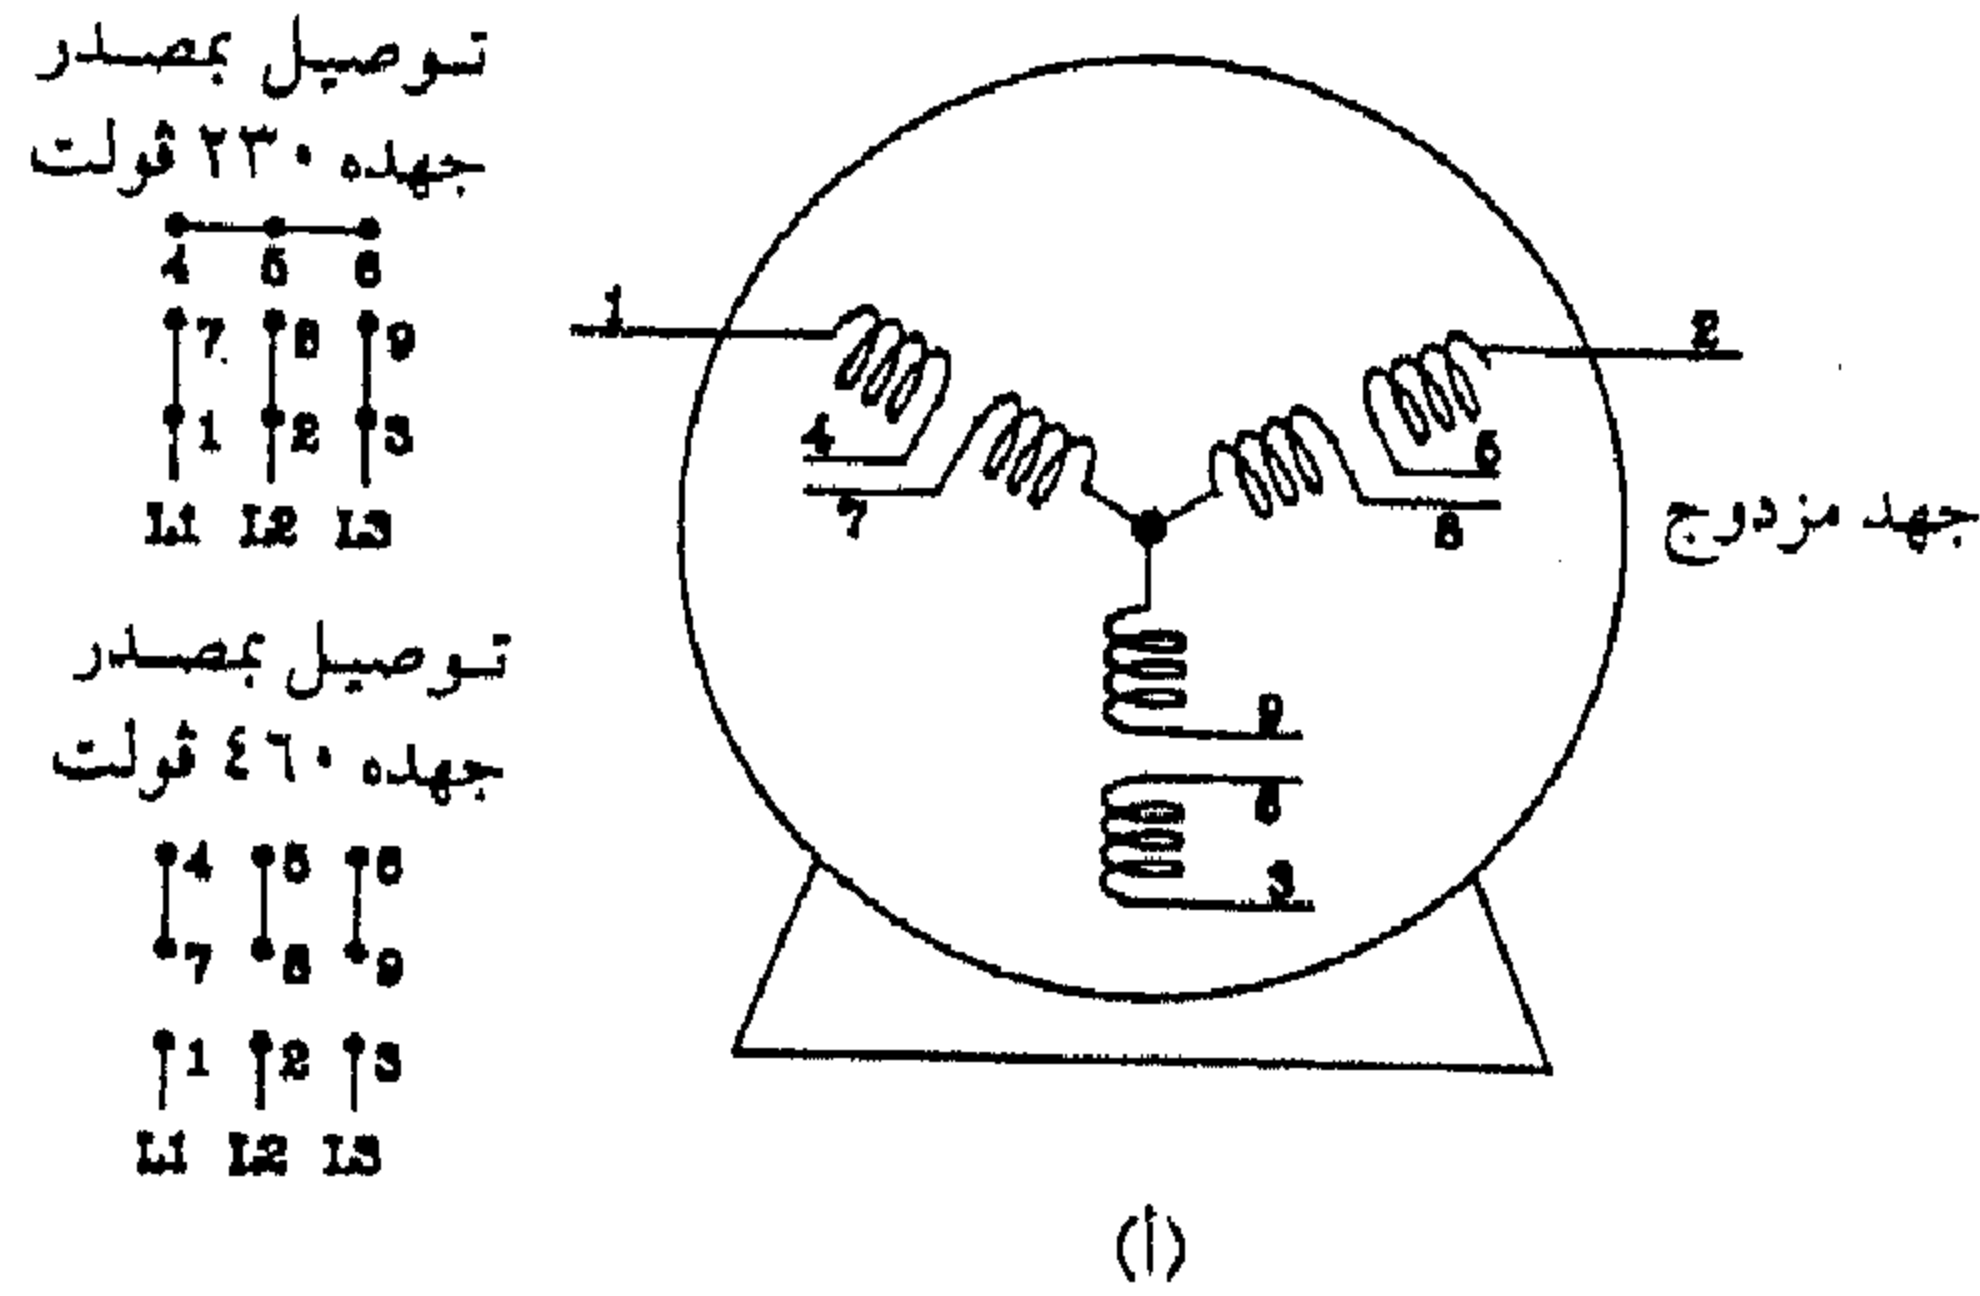 توصيل بمصدر
جهده ٢٣٠ ڤولت
4 5 6
7 8 9
1 2 3
L1 L2 L3
توصيل بمصدر
جهده ٤٦٠ ڤولت
4 5 6
7 8 9
1 2 3
L1 L2 L3
1
2
4
7
5
8
9
6
3
جهد مزدوج
(أ)